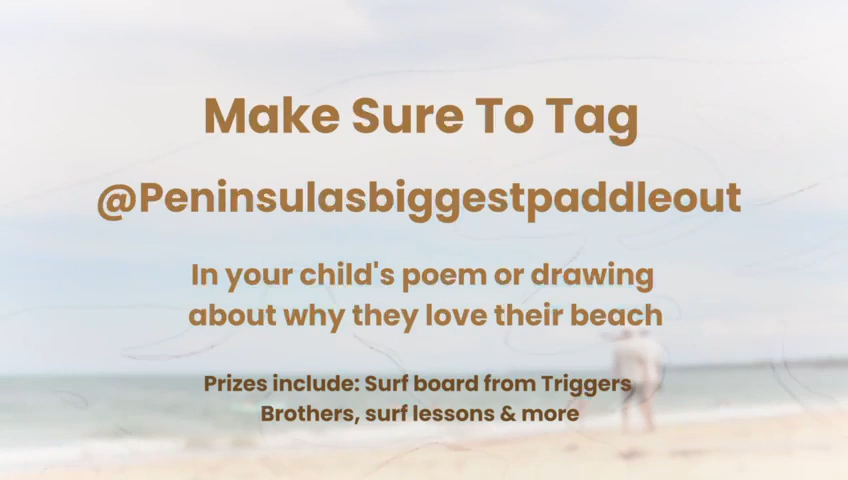 Make Sure To Tag
@Peninsulasbiggestpaddleout
In your child's poem or drawing
about why they love their beach
Prizes include: Surf board from Triggers
Brothers, surf lessons & more